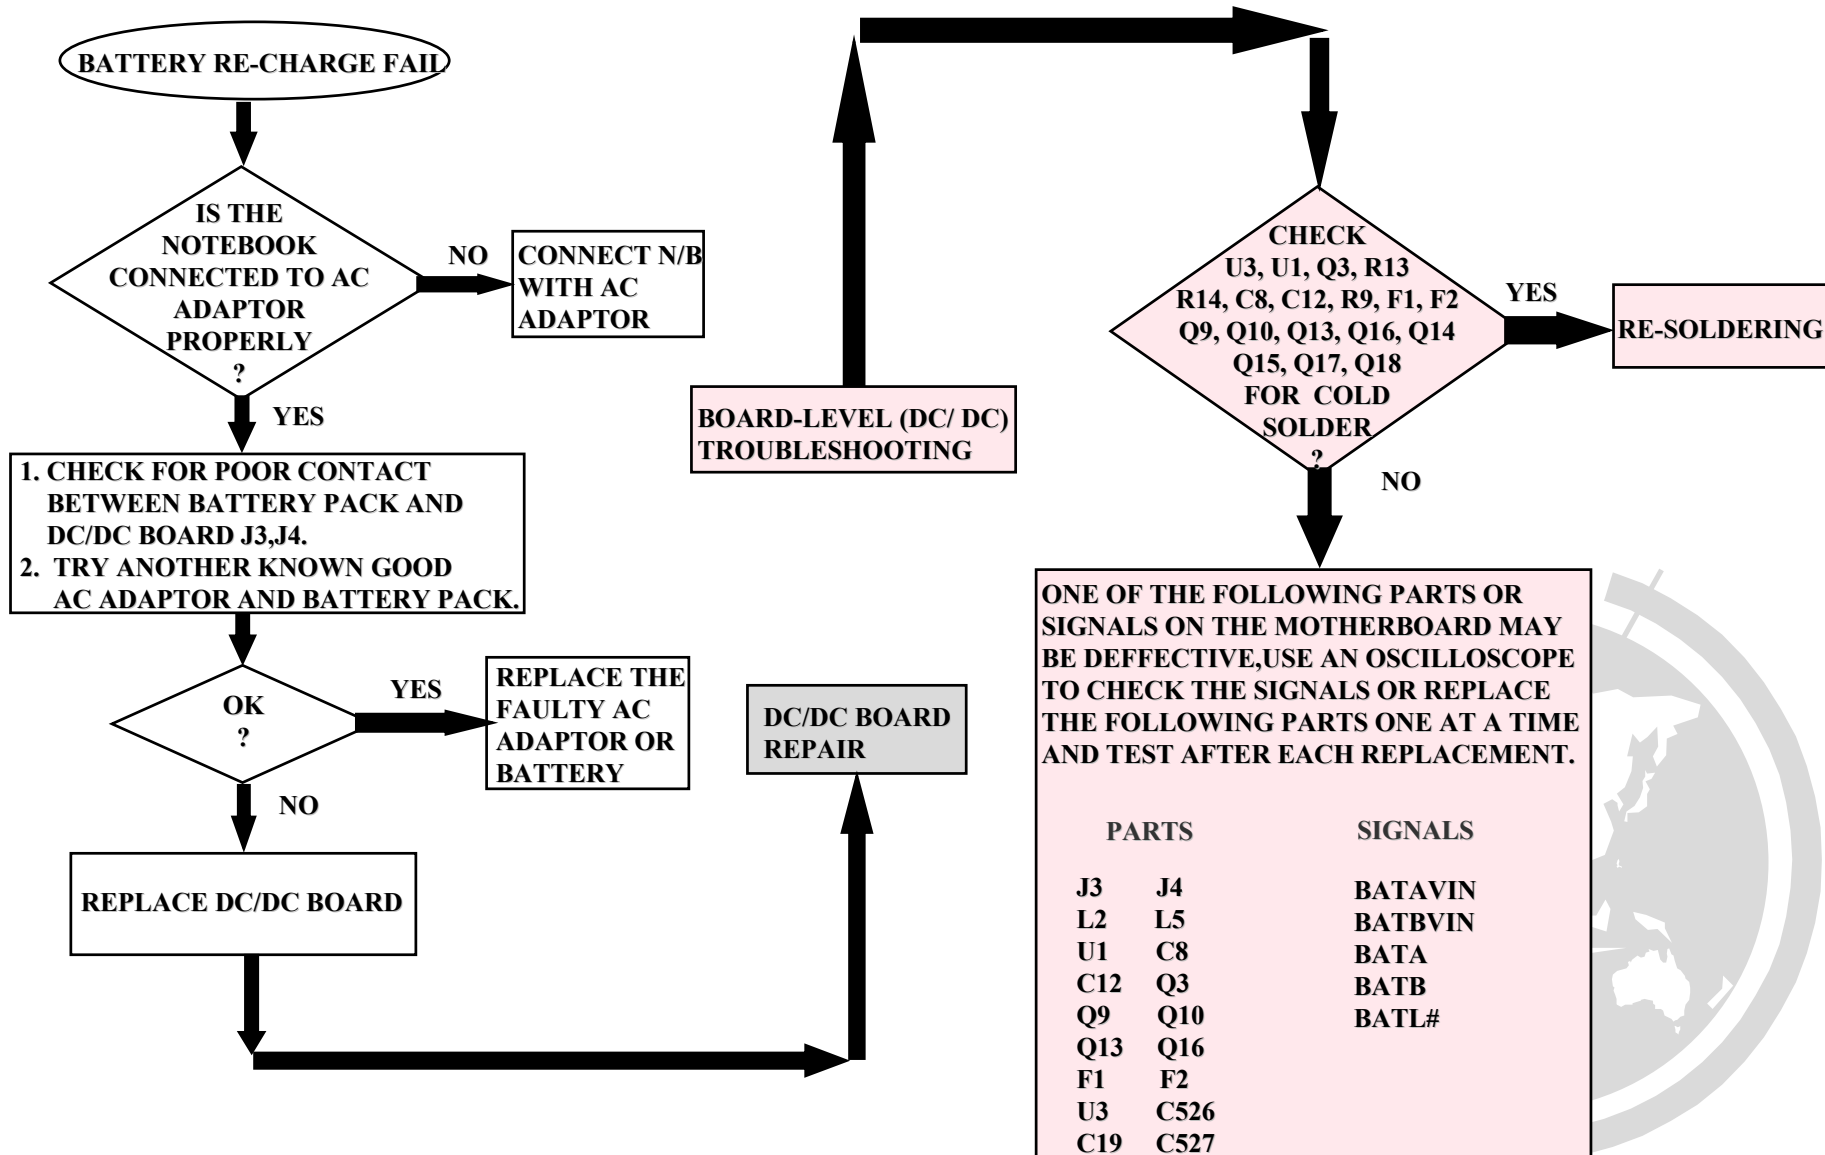 BATTERY RE-CHARGE FAIL
IS THE
NOTEBOOK
CONNECTED TO AC
ADAPTOR
PROPERLY
?
NO
CONNECT N/B
WITH AC
ADAPTOR
YES
1. CHECK FOR POOR CONTACT
BETWEEN BATTERY PACK AND
DC/DC BOARD J3,J4.
2. TRY ANOTHER KNOWN GOOD
AC ADAPTOR AND BATTERY PACK.
OK
?
YES
REPLACE THE
FAULTY AC
ADAPTOR OR
BATTERY
NO
REPLACE DC/DC BOARD
DC/DC BOARD
REPAIR
BOARD-LEVEL (DC/ DC)
TROUBLESHOOTING
CHECK
U3, U1, Q3, R13
R14, C8, C12, R9, F1, F2
Q9, Q10, Q13, Q16, Q14
Q15, Q17, Q18
FOR COLD
SOLDER
?
YES
RE-SOLDERING
NO
ONE OF THE FOLLOWING PARTS OR
SIGNALS ON THE MOTHERBOARD MAY
BE DEFFECTIVE,USE AN OSCILLOSCOPE
TO CHECK THE SIGNALS OR REPLACE
THE FOLLOWING PARTS ONE AT A TIME
AND TEST AFTER EACH REPLACEMENT.
PARTS
J3 J4
L2 L5
U1 C8
C12 Q3
Q9 Q10
Q13 Q16
F1 F2
U3 C526
C19 C527
SIGNALS
BATAVIN
BATBVIN
BATA
BATB
BATL#